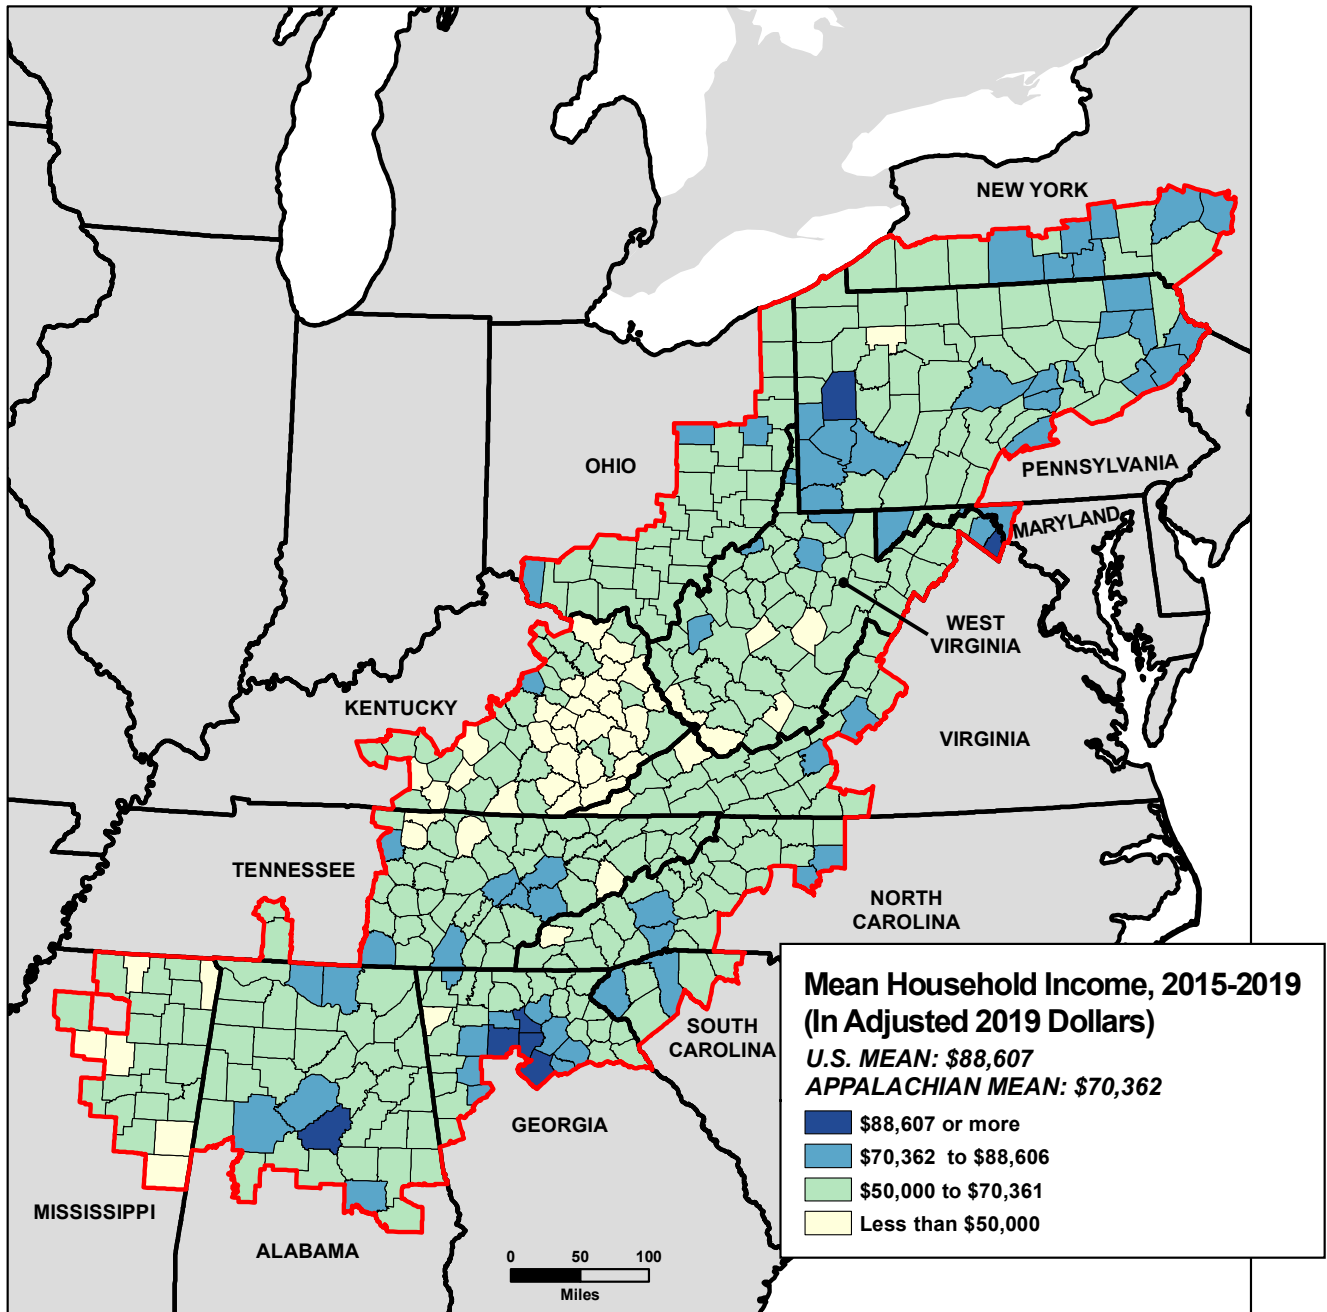 NEW YORK
OHIO
PENNSYLVANIA
MARYLAND
WEST
VIRGINIA
KENTUCKY
VIRGINIA
TENNESSEE
NORTH
CAROLINA
SOUTH
CAROLINA
GEORGIA
MISSISSIPPI
ALABAMA
Mean Household Income, 2015-2019
(In Adjusted 2019 Dollars)
U.S. MEAN: $88,607
APPALACHIAN MEAN: $70,362
$88,607 or more
$70,362 to $88,606
$50,000 to $70,361
Less than $50,000
0 50 100
Miles